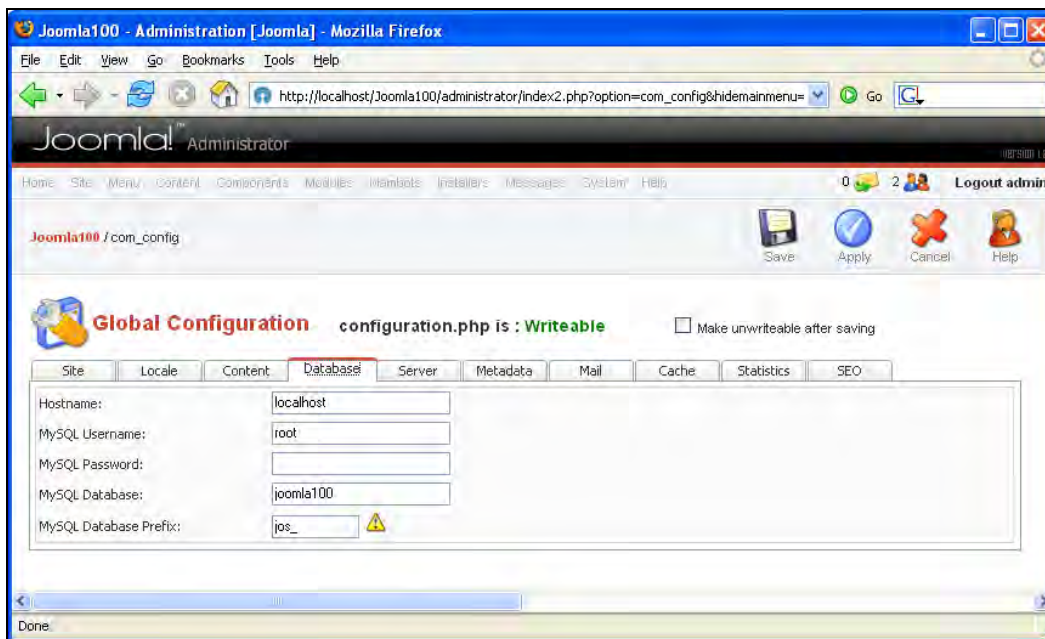 Joomla100 - Administration [Joomla] - Mozilla Firefox
File Edit View Go Bookmarks Tools Help
http://localhost/Joomla100/administrator/index2.php?option=com_config&hidemainmenu= Go G
Joomla!™ Administrator
Home Site Menu Content Components Modules Mambots Installers Messages System Help 0 2 Logout admin
Joomla100 / com_config
Save Apply Cancel Help
Global Configuration configuration.php is : Writeable Make unwriteable after saving
Site Locale Content Database Server Metadata Mail Cache Statistics SEO
Hostname: localhost
MySQL Username: root
MySQL Password:
MySQL Database: joomla100
MySQL Database Prefix: jos_
Done